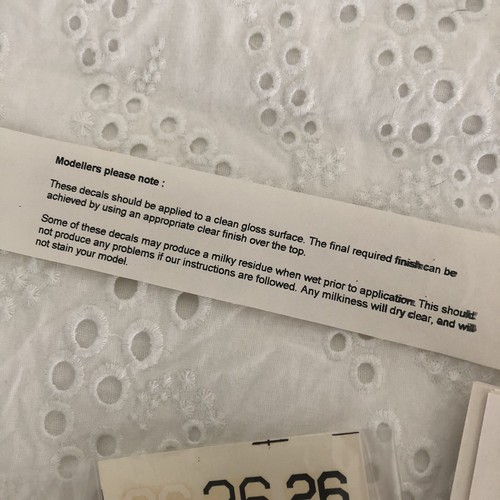 Modellers please note :
These decals should be applied to a clean gloss surface. The final required finish can be
achieved by using an appropriate clear finish over the top.
Some of these decals may produce a milky residue when wet prior to application. This should
not produce any problems if our instructions are followed. Any milkiness will dry clear, and will
not stain your model.
26 26